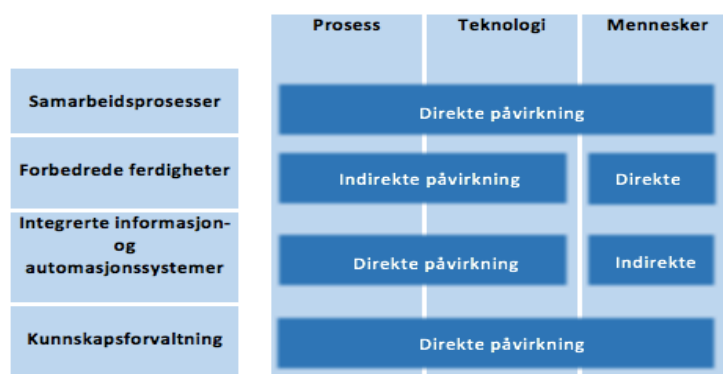 Prosess Teknologi Mennesker
Samarbeidsprosesser
Direkte påvirkning
Forbedrede ferdigheter
Indirekte påvirkning Direkte
Integrerte informasjon-
og
automasjonssystemer
Direkte påvirkning Indirekte
Kunnskapsforvaltning
Direkte påvirkning